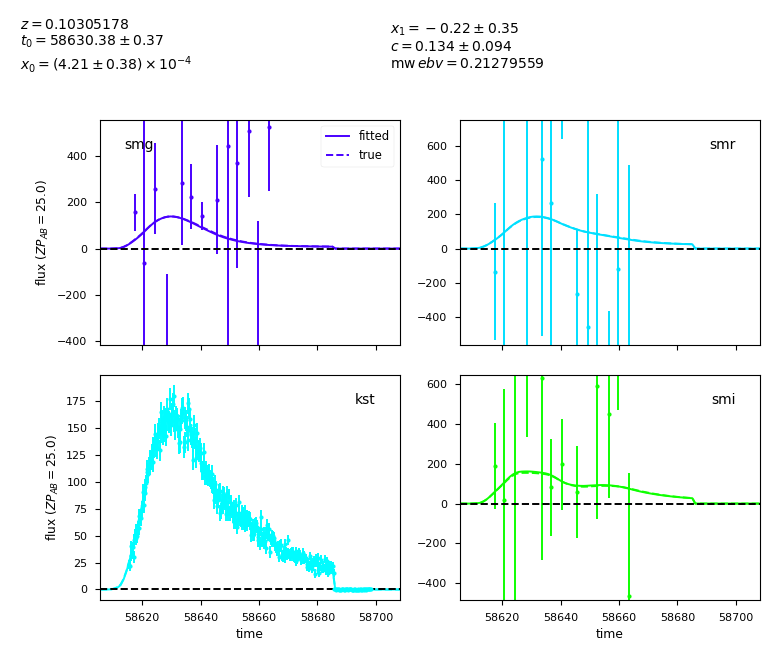 z = 0.10305178
t₀ = 58630.38 ± 0.37
x₀ = (4.21 ± 0.38) × 10⁻⁴
x₁ = −0.22 ± 0.35
c = 0.134 ± 0.094
mw ebv = 0.21279559
smg
fitted
true
400
200
0
−200
−400
flux (ZP_AB = 25.0)
smr
600
400
200
0
−200
−400
kst
175
150
125
100
75
50
25
0
flux (ZP_AB = 25.0)
58620 58640 58660 58680 58700
time
smi
600
400
200
0
−200
−400
58620 58640 58660 58680 58700
time